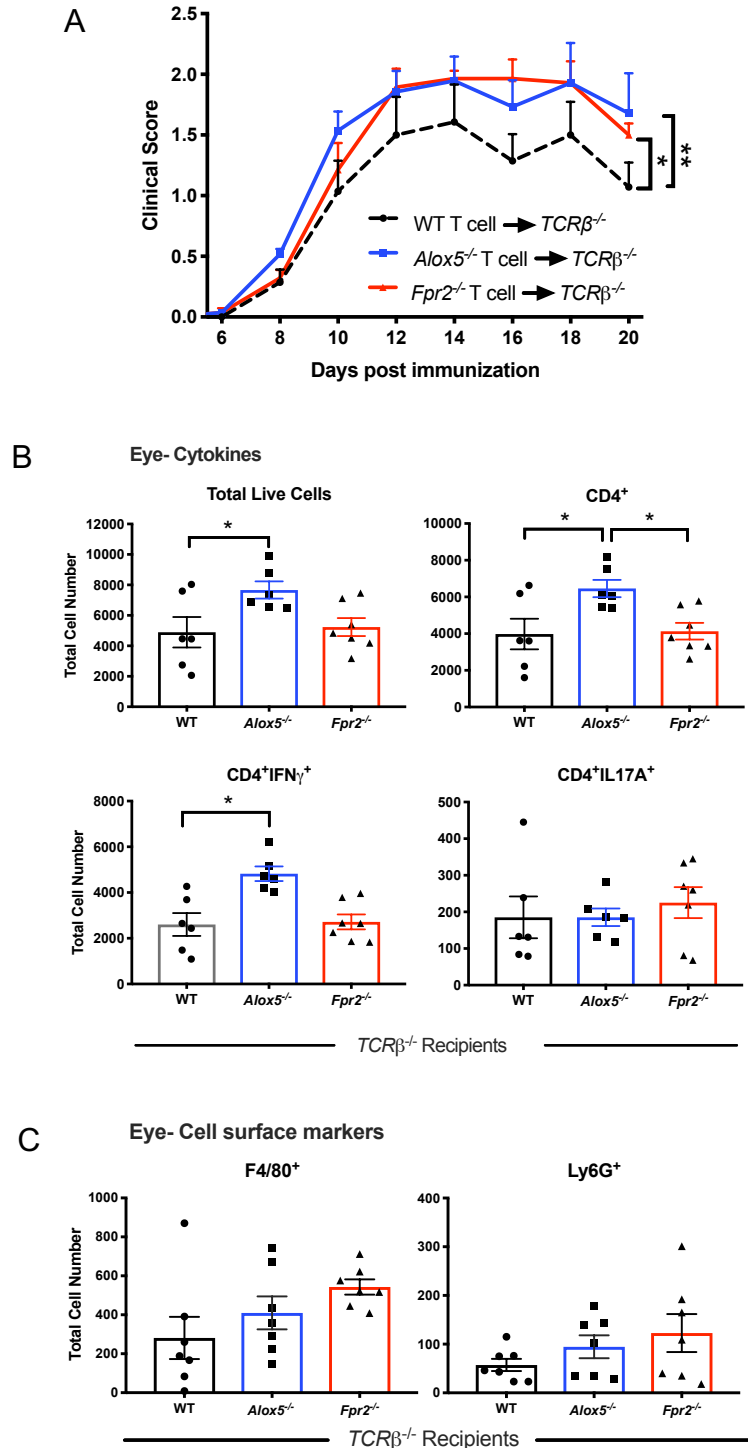 A
Clinical Score
2.0
1.5
1.0
0.5
0.0
6 8 10 12 14 16 18 20
Days post immunization
WT T cell → TCRβ⁻/⁻
Alox5⁻/⁻ T cell → TCRβ⁻/⁻
Fpr2⁻/⁻ T cell → TCRβ⁻/⁻
*
**
B
Eye- Cytokines
Total Live Cells
Total Cell Number
12000
10000
8000
6000
4000
2000
0
*
WT Alox5⁻/⁻ Fpr2⁻/⁻
CD4⁺
10000
8000
6000
4000
2000
0
* *
WT Alox5⁻/⁻ Fpr2⁻/⁻
CD4⁺IFNγ⁺
Total Cell Number
8000
6000
4000
2000
0
*
WT Alox5⁻/⁻ Fpr2⁻/⁻
CD4⁺IL17A⁺
500
400
300
200
100
0
WT Alox5⁻/⁻ Fpr2⁻/⁻
TCRβ⁻/⁻ Recipients
C
Eye- Cell surface markers
F4/80⁺
Total Cell Number
1000
800
600
400
200
0
WT Alox5⁻/⁻ Fpr2⁻/⁻
Ly6G⁺
400
300
200
100
0
WT Alox5⁻/⁻ Fpr2⁻/⁻
TCRβ⁻/⁻ Recipients